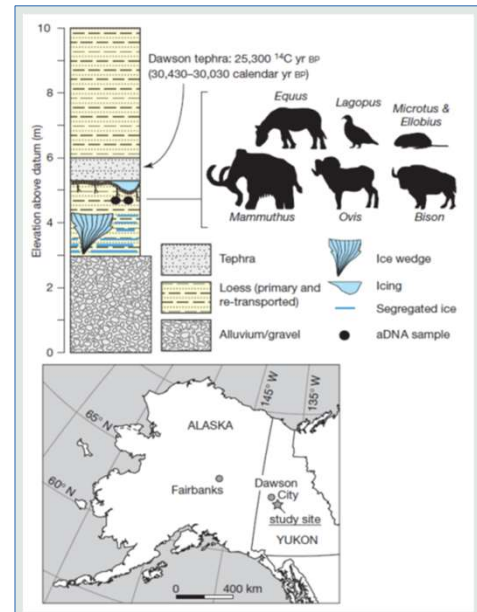 10
8
6
4
2
0
Elevation above datum (m)
Dawson tephra: 25,300 ¹⁴C yr BP
(30,430–30,030 calendar yr BP)
Equus
Lagopus
Microtus &
Ellobius
Mammuthus
Ovis
Bison
Tephra
Loess (primary and
re-transported)
Alluvium/gravel
Ice wedge
Icing
Segregated ice
aDNA sample
145° W
135° W
65° N
60° N
ALASKA
Fairbanks
Dawson
City
study site
YUKON
0 400 km